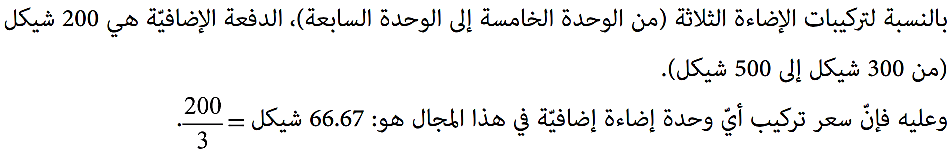 بالنسبة لتركيبات الإضاءة الثلاثة (من الوحدة الخامسة إلى الوحدة السابعة)، الدفعة الإضافيّة هي 200 شيكل
(من 300 شيكل إلى 500 شيكل).
وعليه فإنّ سعر تركيب أيّ وحدة إضاءة إضافيّة في هذا المجال هو: 66.67 شيكل = 200/3.